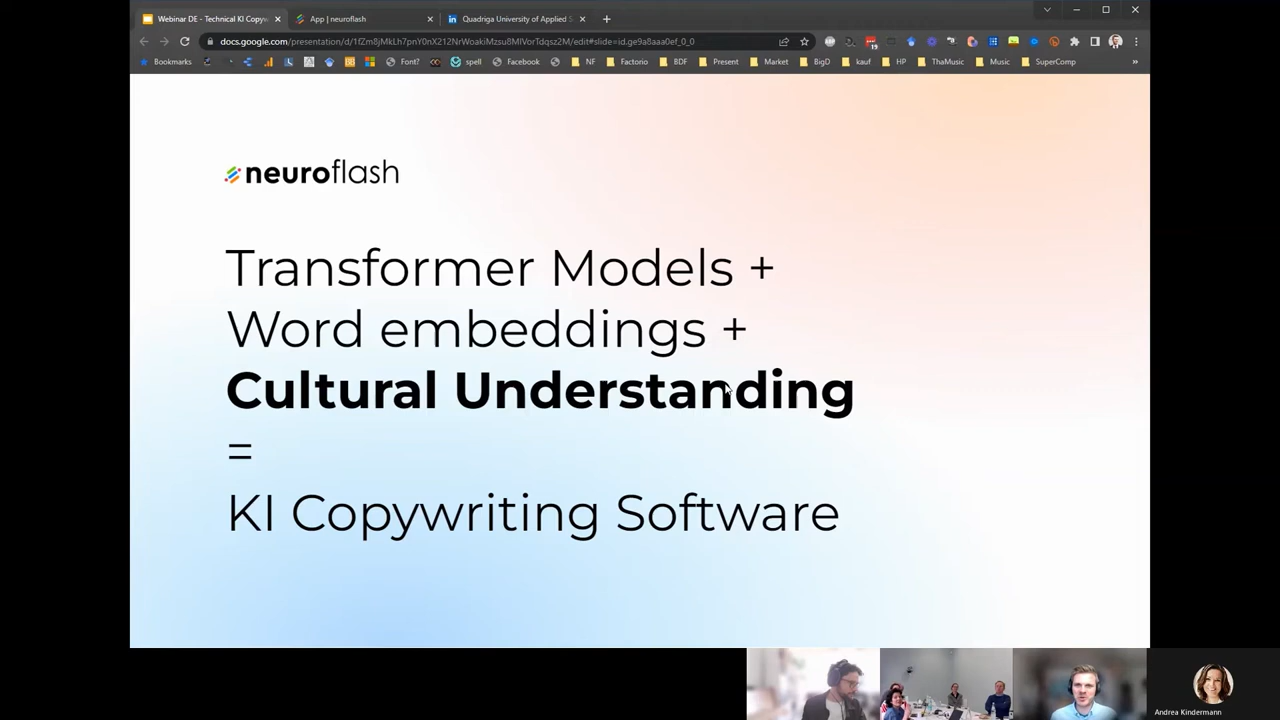 Webinar DE - Technical KI Copyw
App | neuroflash
Quadriga University of Applied S
docs.google.com/presentation/d/1fZm8jMkLh7pnY0nX212NrWoakiMzsu8MIVorTdqsz2M/edit#slide=id.ge9a8aaa0ef_0_0
19
Bookmarks
Font?
spell
Facebook
NF
Factorio
BDF
Present
Market
BigD
kauf
HP
ThaMusic
Music
SuperComp
»
neuroflash
Transformer Models +
Word embeddings +
Cultural Understanding
=
KI Copywriting Software
Andrea Kindermann